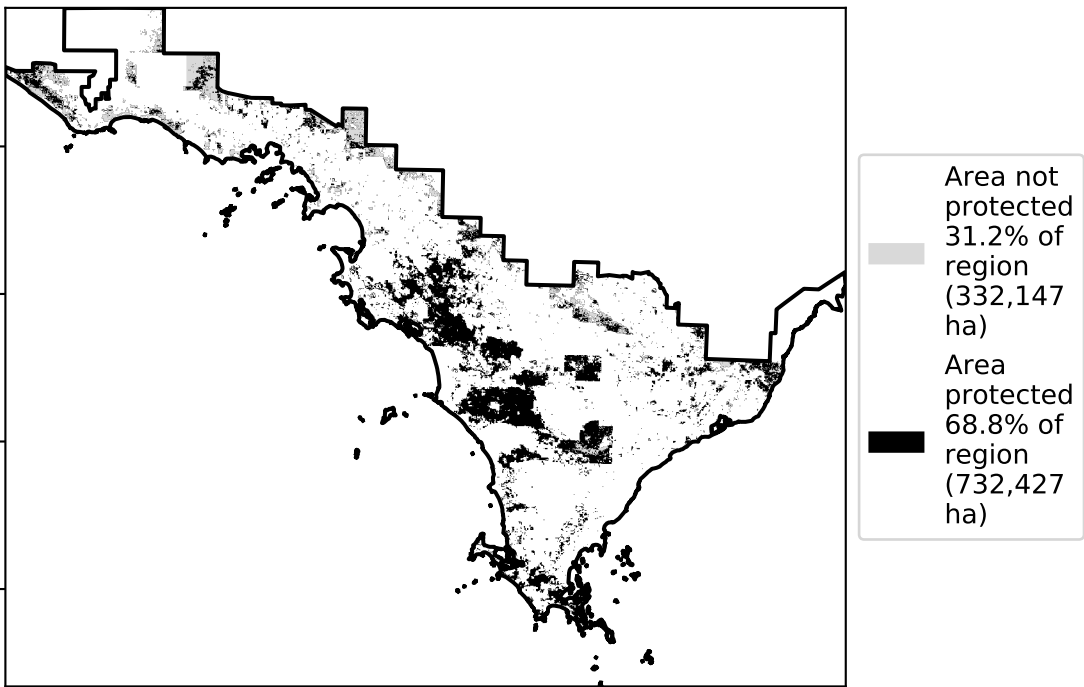 Area not
protected
31.2% of
region
(332,147
ha)
Area
protected
68.8% of
region
(732,427
ha)